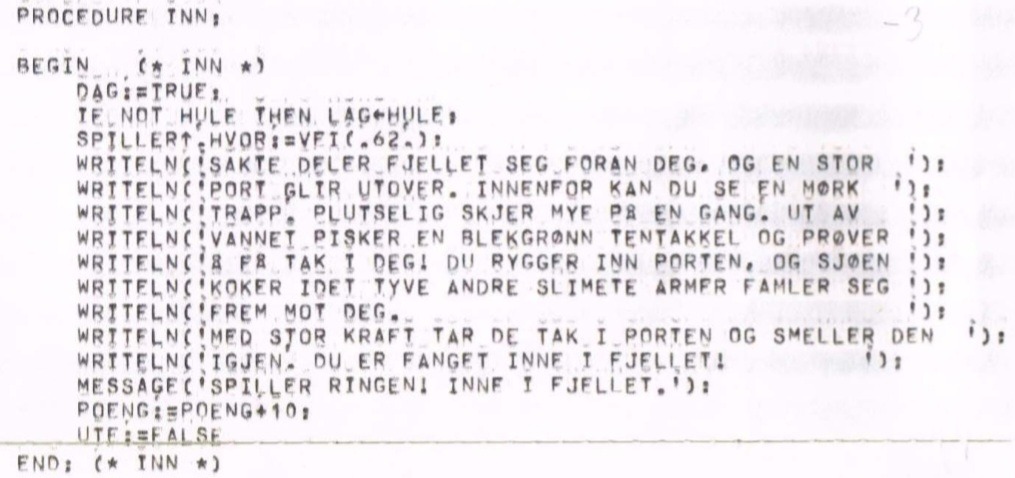 PROCEDURE INN;
-3
BEGIN (* INN *)
DAG:=TRUE;
IF NOT HULE THEN LAG+HULE;
SPILLER↑.HVOR:=VEI(.62.);
WRITELN('SAKTE DELER FJELLET SEG FORAN DEG, OG EN STOR ');
WRITELN('PORT GLIR UTOVER. INNENFOR KAN DU SE EN MØRK ');
WRITELN('TRAPP. PLUTSELIG SKJER MYE PÅ EN GANG. UT AV ');
WRITELN('VANNET PISKER EN BLEKGRØNN TENTAKKEL OG PRØVER ');
WRITELN('Å FÅ TAK I DEG! DU RYGGER INN PORTEN, OG SJØEN ');
WRITELN('KOKER IDET TYVE ANDRE SLIMETE ARMER FAMLER SEG ');
WRITELN('FREM MOT DEG. ');
WRITELN('MED STOR KRAFT TAR DE TAK I PORTEN OG SMELLER DEN ');
WRITELN('IGJEN. DU ER FANGET INNE I FJELLET! ');
MESSAGE('SPILLER RINGEN! INNE I FJELLET.');
POENG:=POENG+10;
UTE:=FALSE
END; (* INN *)